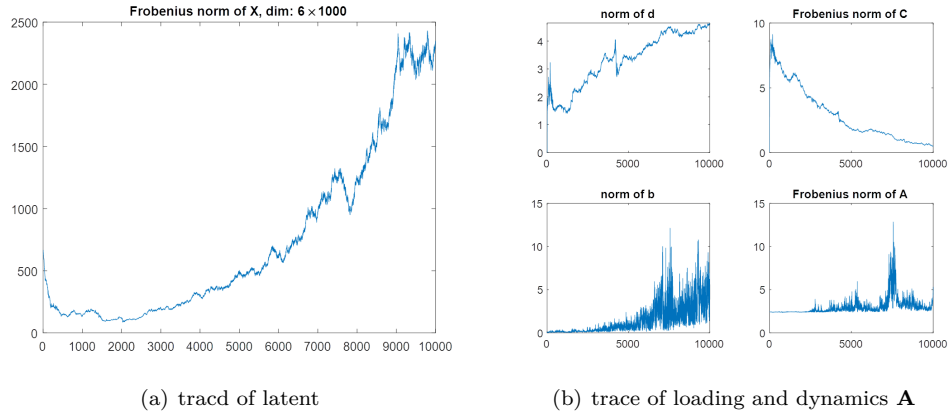 Frobenius norm of X, dim: 6×1000
2500
2000
1500
1000
500
0
0 1000 2000 3000 4000 5000 6000 7000 8000 9000 10000
(a) tracd of latent
norm of d
4
3
2
1
0
0 5000 10000
Frobenius norm of C
10
5
0
0 5000 10000
norm of b
15
10
5
0
0 5000 10000
Frobenius norm of A
15
10
5
0
0 5000 10000
(b) trace of loading and dynamics A